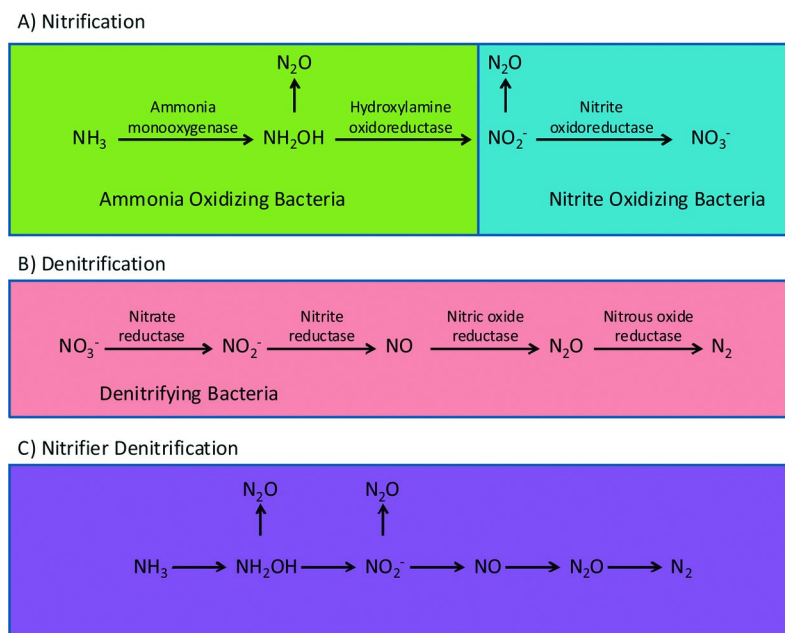 A) Nitrification
N₂O
N₂O
Ammonia
monooxygenase
Hydroxylamine
oxidoreductase
Nitrite
oxidoreductase
NH₃
NH₂OH
NO₂⁻
NO₃⁻
Ammonia Oxidizing Bacteria
Nitrite Oxidizing Bacteria
B) Denitrification
Nitrate
reductase
Nitrite
reductase
Nitric oxide
reductase
Nitrous oxide
reductase
NO₃⁻
NO₂⁻
NO
N₂O
N₂
Denitrifying Bacteria
C) Nitrifier Denitrification
N₂O
N₂O
NH₃
NH₂OH
NO₂⁻
NO
N₂O
N₂